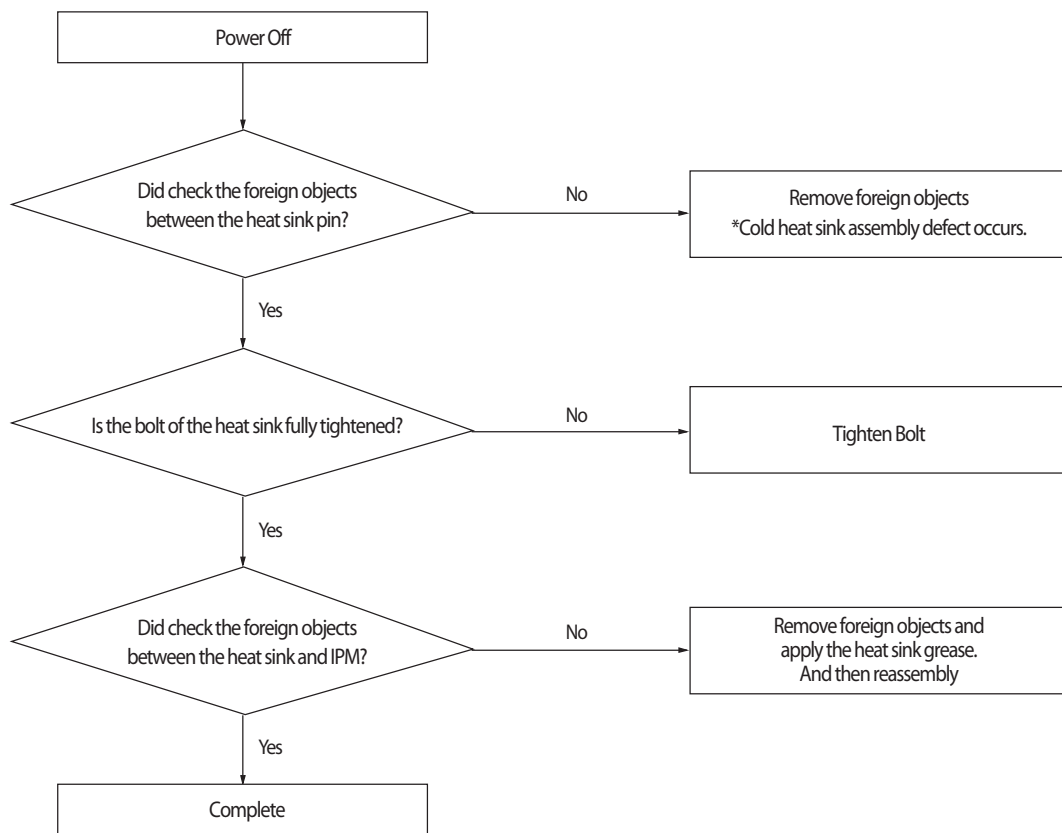 Power Off
Did check the foreign objects
between the heat sink pin?
No
Remove foreign objects
*Cold heat sink assembly defect occurs.
Yes
Is the bolt of the heat sink fully tightened?
No
Tighten Bolt
Yes
Did check the foreign objects
between the heat sink and IPM?
No
Remove foreign objects and
apply the heat sink grease.
And then reassembly
Yes
Complete